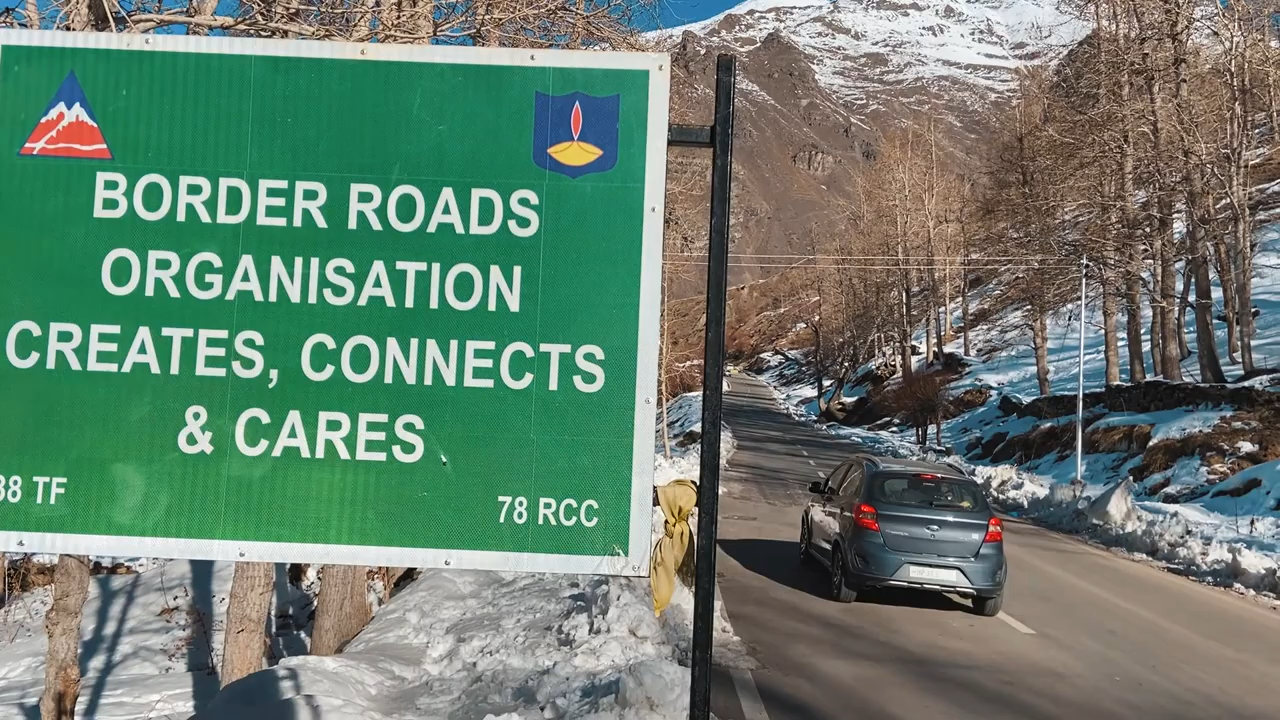 BORDER ROADS
ORGANISATION
CREATES, CONNECTS
& CARES
38 TF
78 RCC